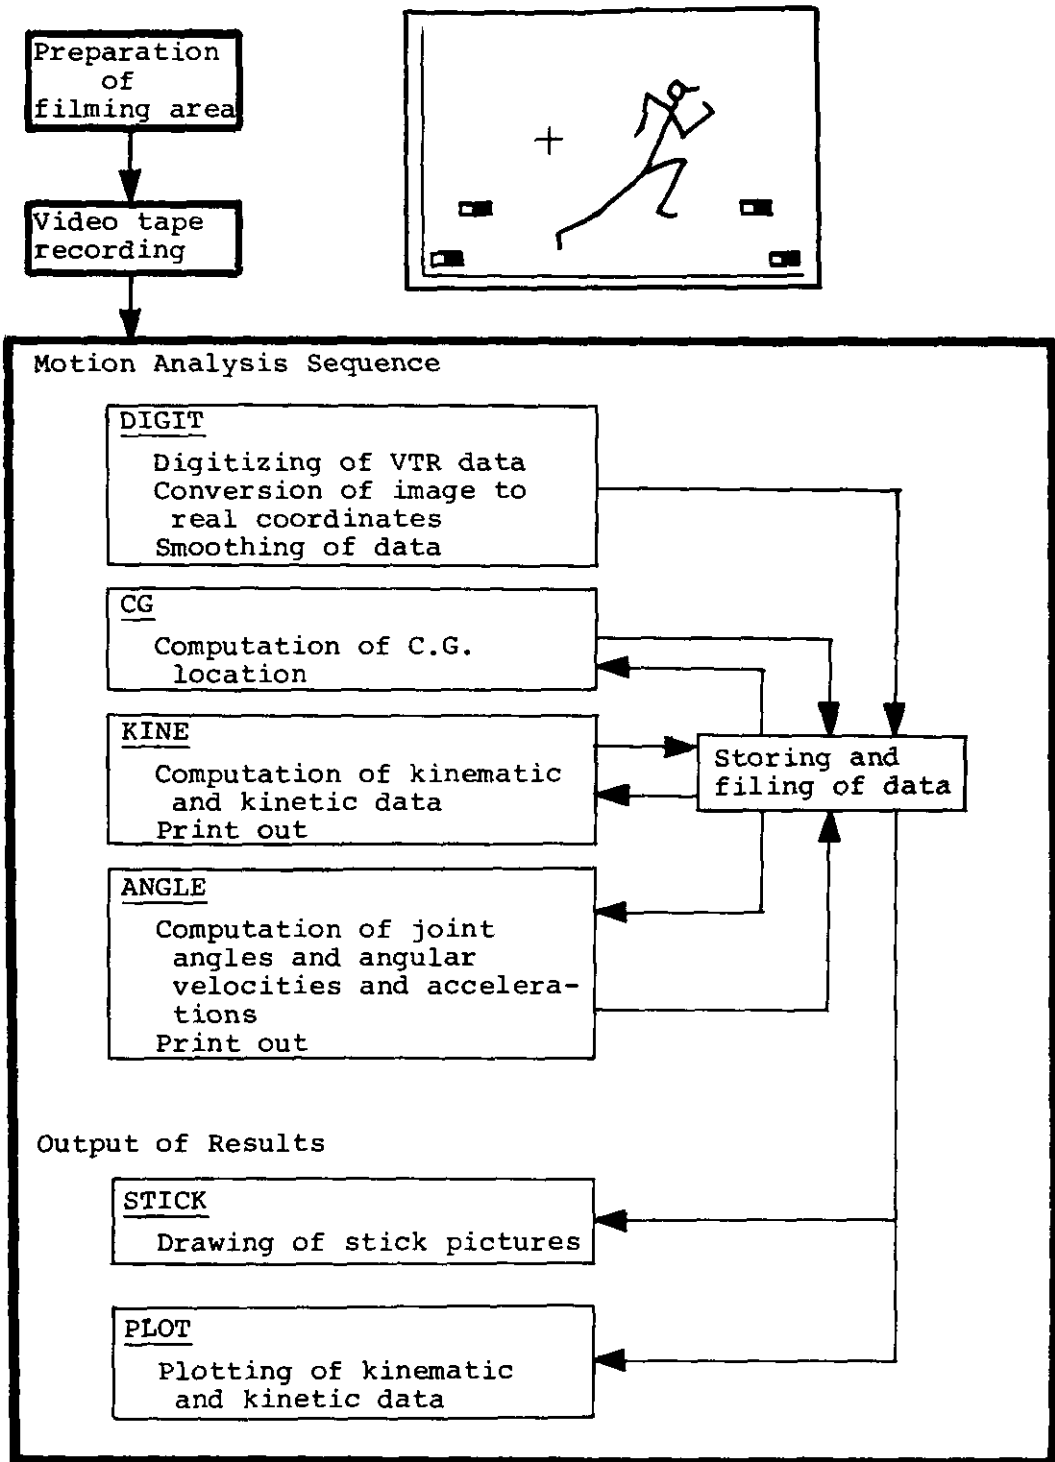 Preparation
of
filming area
Video tape
recording
Motion Analysis Sequence
DIGIT
Digitizing of VTR data
Conversion of image to
real coordinates
Smoothing of data
CG
Computation of C.G.
location
KINE
Computation of kinematic
and kinetic data
Print out
Storing and
filing of data
ANGLE
Computation of joint
angles and angular
velocities and accelera-
tions
Print out
Output of Results
STICK
Drawing of stick pictures
PLOT
Plotting of kinematic
and kinetic data